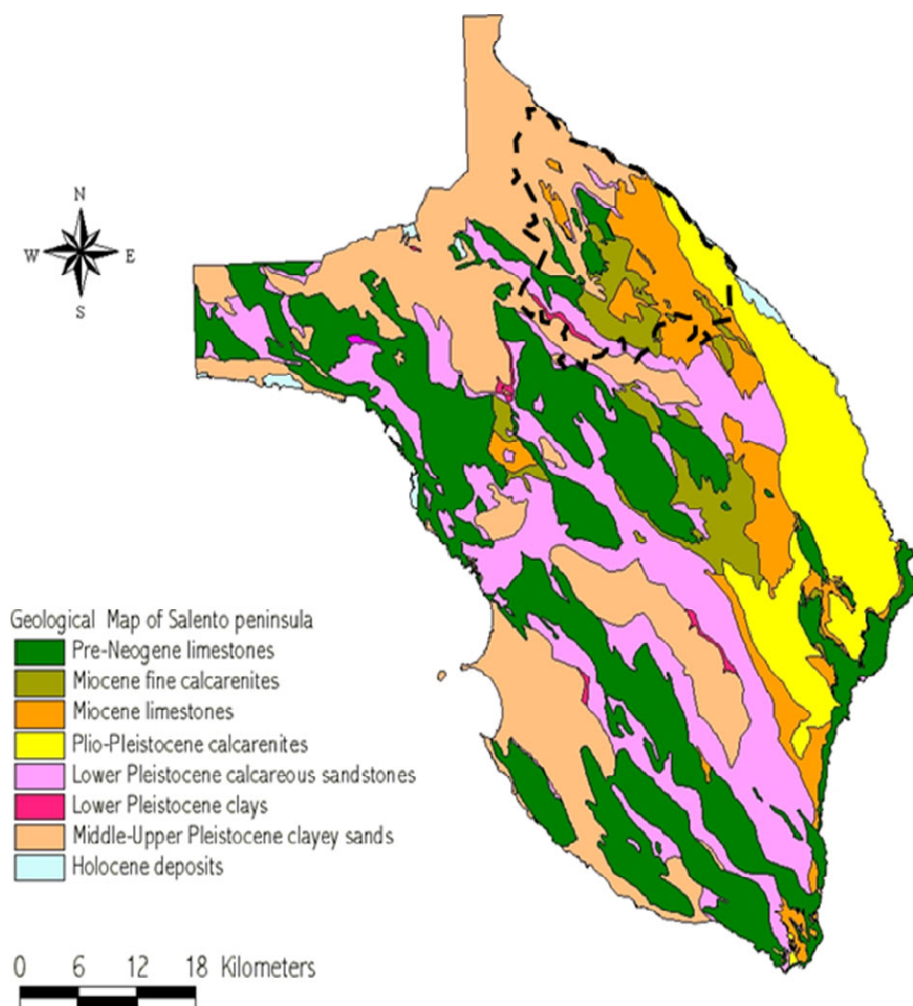 N
W E
S
Geological Map of Salento peninsula
Pre-Neogene limestones
Miocene fine calcarenites
Miocene limestones
Plio-Pleistocene calcarenites
Lower Pleistocene calcareous sandstones
Lower Pleistocene clays
Middle-Upper Pleistocene clayey sands
Holocene deposits
0 6 12 18 Kilometers